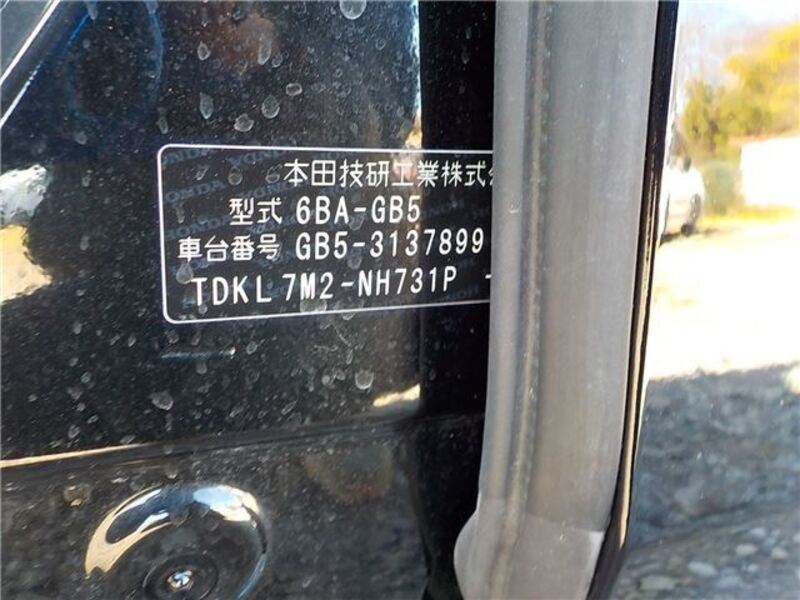 本田技研工業株式
型式 6BA-GB5
車台番号 GB5-3137899
TDKL 7M2-NH731P -